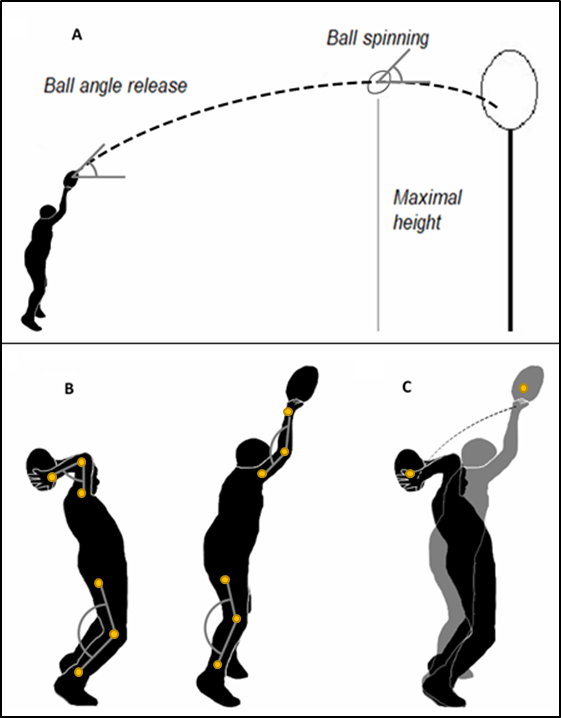 A
Ball spinning
Ball angle release
Maximal
height
B
C